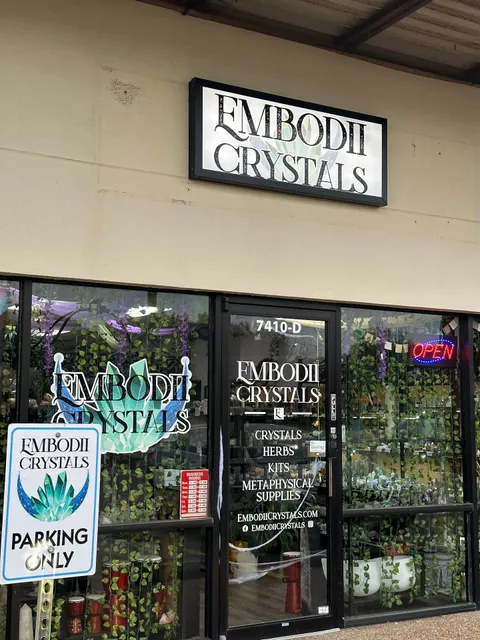 EMBODII
CRYSTALS
7410-D
OPEN
EMBODII
CRYSTALS
EMBODII
CRYSTALS
CRYSTALS
HERBS
KITS
METAPHYSICAL
SUPPLIES
EMBODIICRYSTALS.COM
EMBODIICRYSTALS
EMBODII
CRYSTALS
PARKING
ONLY